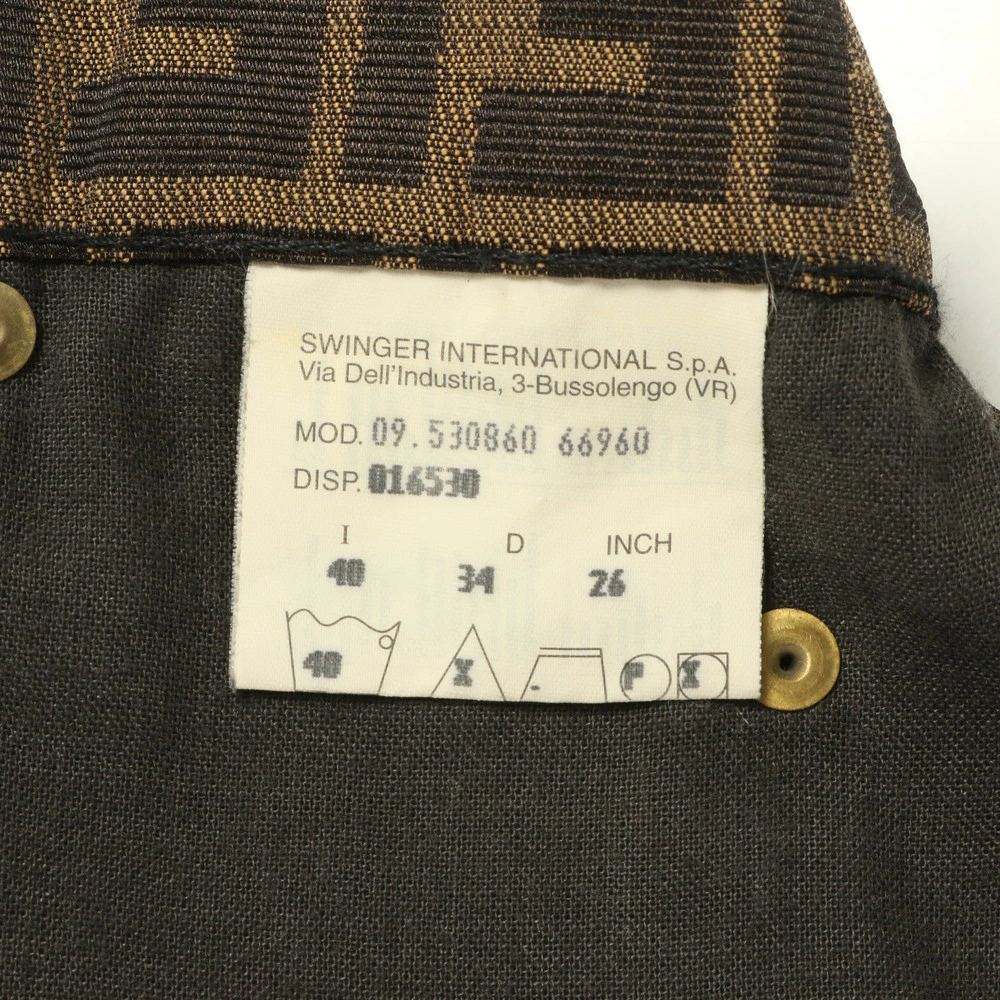 SWINGER INTERNATIONAL S.p.A.
Via Dell'Industria, 3-Bussolengo (VR)
MOD. 09.530860 66960
DISP. 016530
I D INCH
40 34 26
40 X - P X